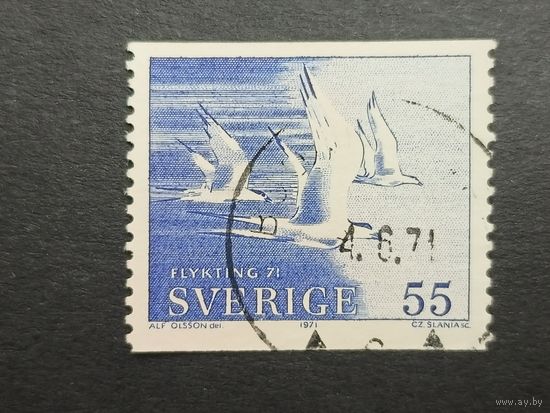 4.6.71
FLYKTING 71
SVERIGE 55
ALF OLSSON del. 1971 CZ. SLANIA SC.
www.ay.by